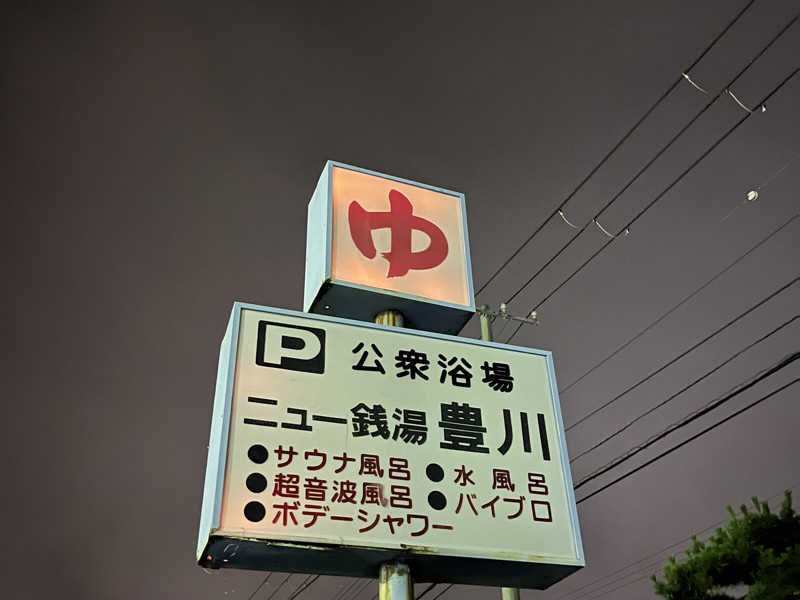 ゆ
P 公衆浴場
ニュー銭湯 豊川
●サウナ風呂 ●水風呂
●超音波風呂 ●バイブロ
●ボデーシャワー